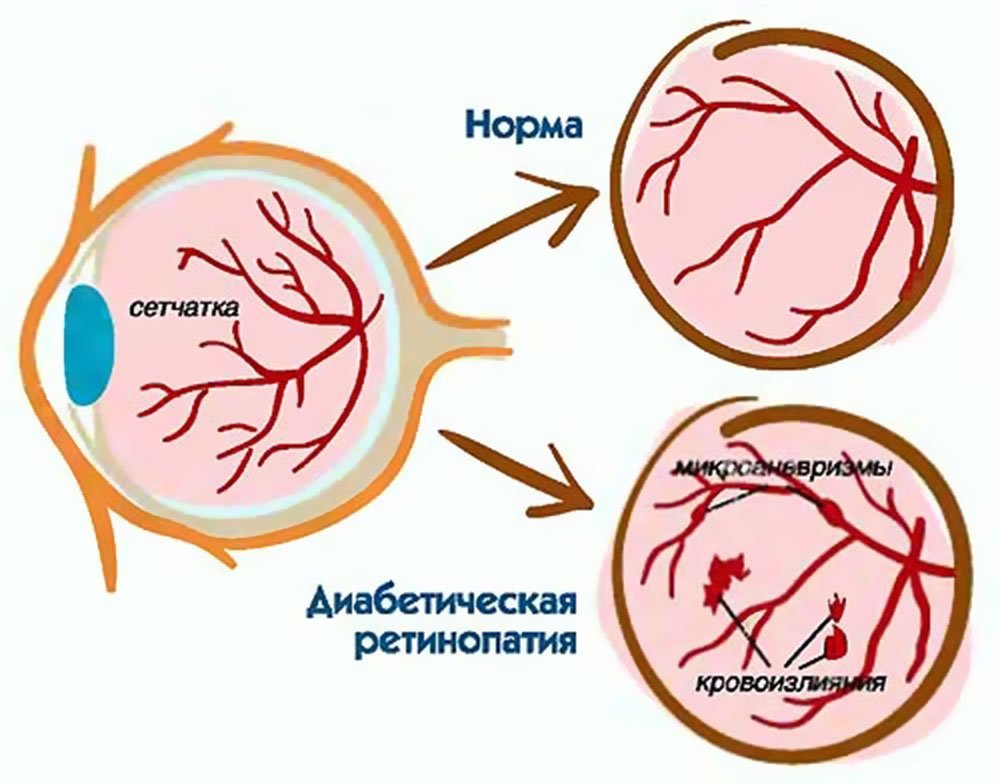 Норма
сетчатка
микроаневризмы
Диабетическая
ретинопатия
кровоизлияния